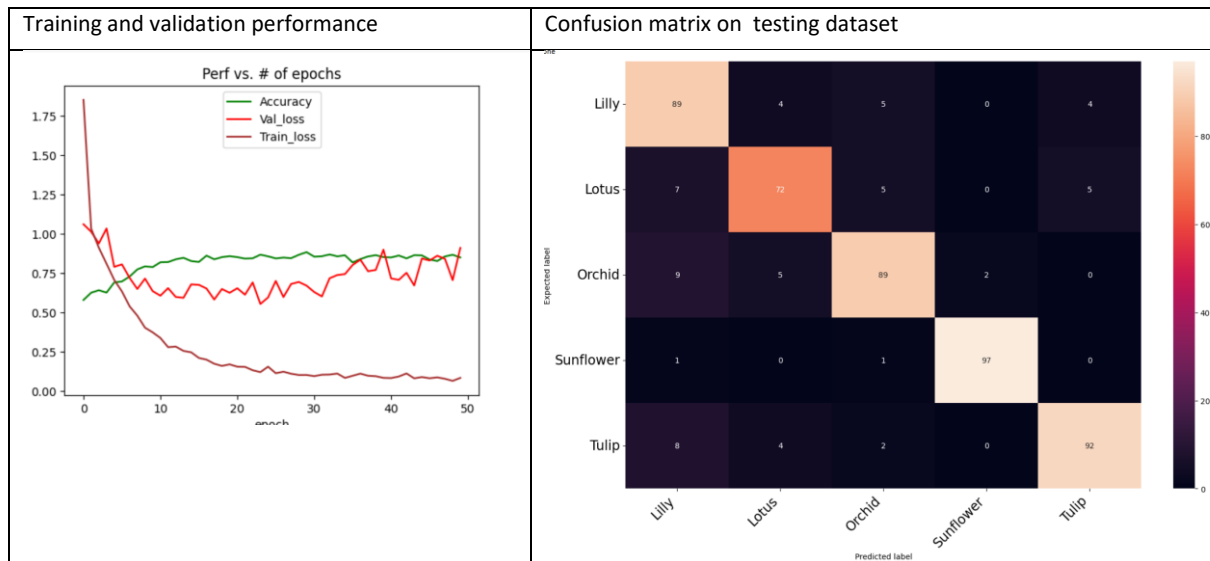 Training and validation performance
Confusion matrix on testing dataset
Perf vs. # of epochs
Accuracy
Val_loss
Train_loss
1.75
1.50
1.25
1.00
0.75
0.50
0.25
0.00
0 10 20 30 40 50
epoch
Expected label
Lilly 89 4 5 0 4
Lotus 7 72 5 0 5
Orchid 9 5 89 2 0
Sunflower 1 0 1 97 0
Tulip 8 4 2 0 92
Lilly Lotus Orchid Sunflower Tulip
Predicted label
80
60
40
20
0